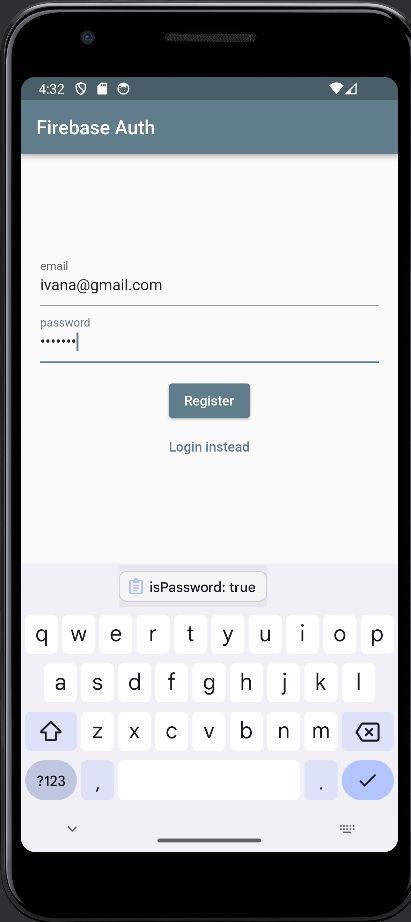 4:32
Firebase Auth
email
ivana@gmail.com
password
•••••••
Register
Login instead
isPassword: true
q w e r t y u i o p
a s d f g h j k l
z x c v b n m
?123 , .